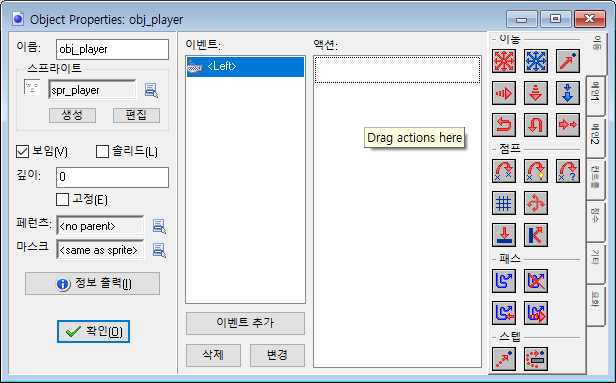 Object Properties: obj_player
이름:
obj_player
스프라이트
spr_player
생성
편집
보임(V)
솔리드(L)
깊이:
0
고정(E)
페런츠:
<no parent>
마스크
<same as sprite>
정보 출력(I)
확인(O)
이벤트:
<Left>
이벤트 추가
삭제
변경
액션:
Drag actions here
이동
점프
패스
스텝
이동
메인1
메인2
컨트롤
점수
기타
묘화